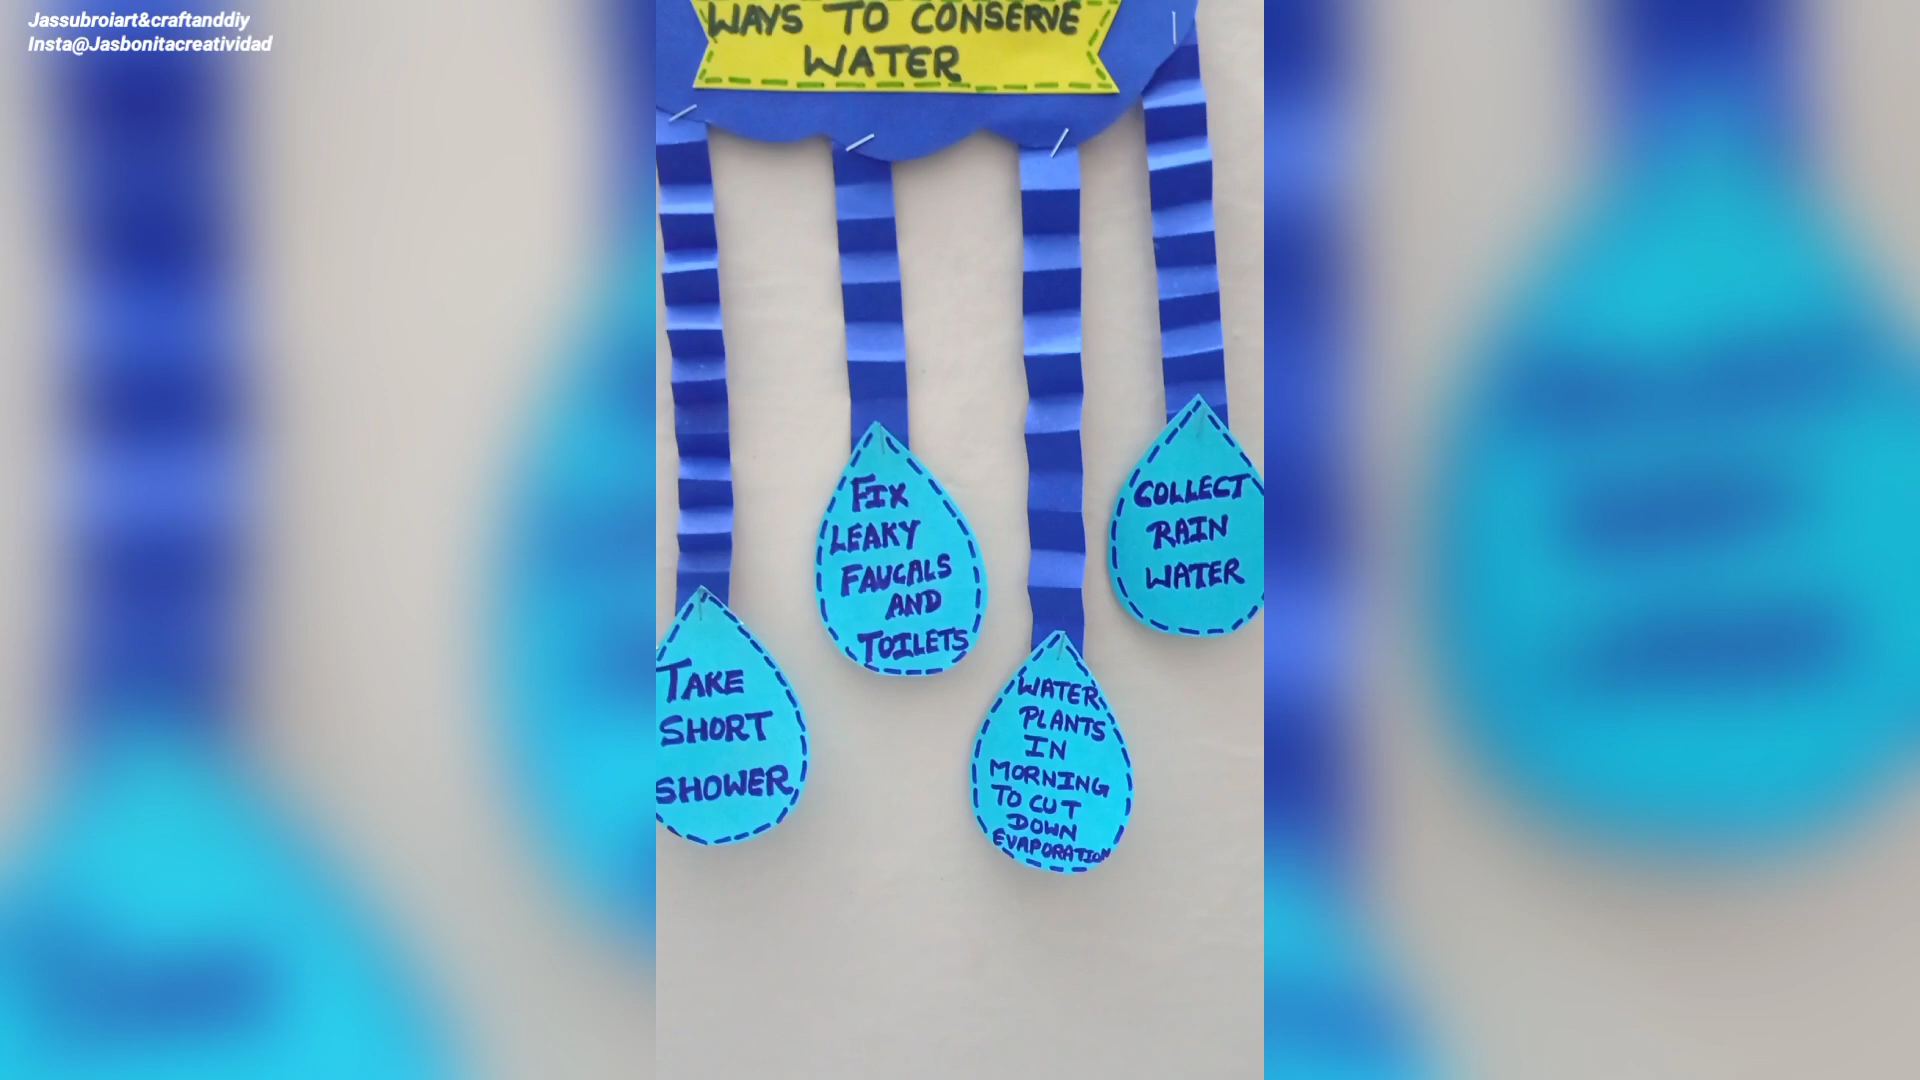 Jassubroiart&craftanddiy
Insta@Jasbonitacreatividad
WAYS TO CONSERVE
WATER
TAKE
SHORT
SHOWER
FIX
LEAKY
FAUCALS
AND
TOILETS
WATER
PLANTS
IN
MORNING
TO CUT
DOWN
EVAPORATION
COLLECT
RAIN
WATER